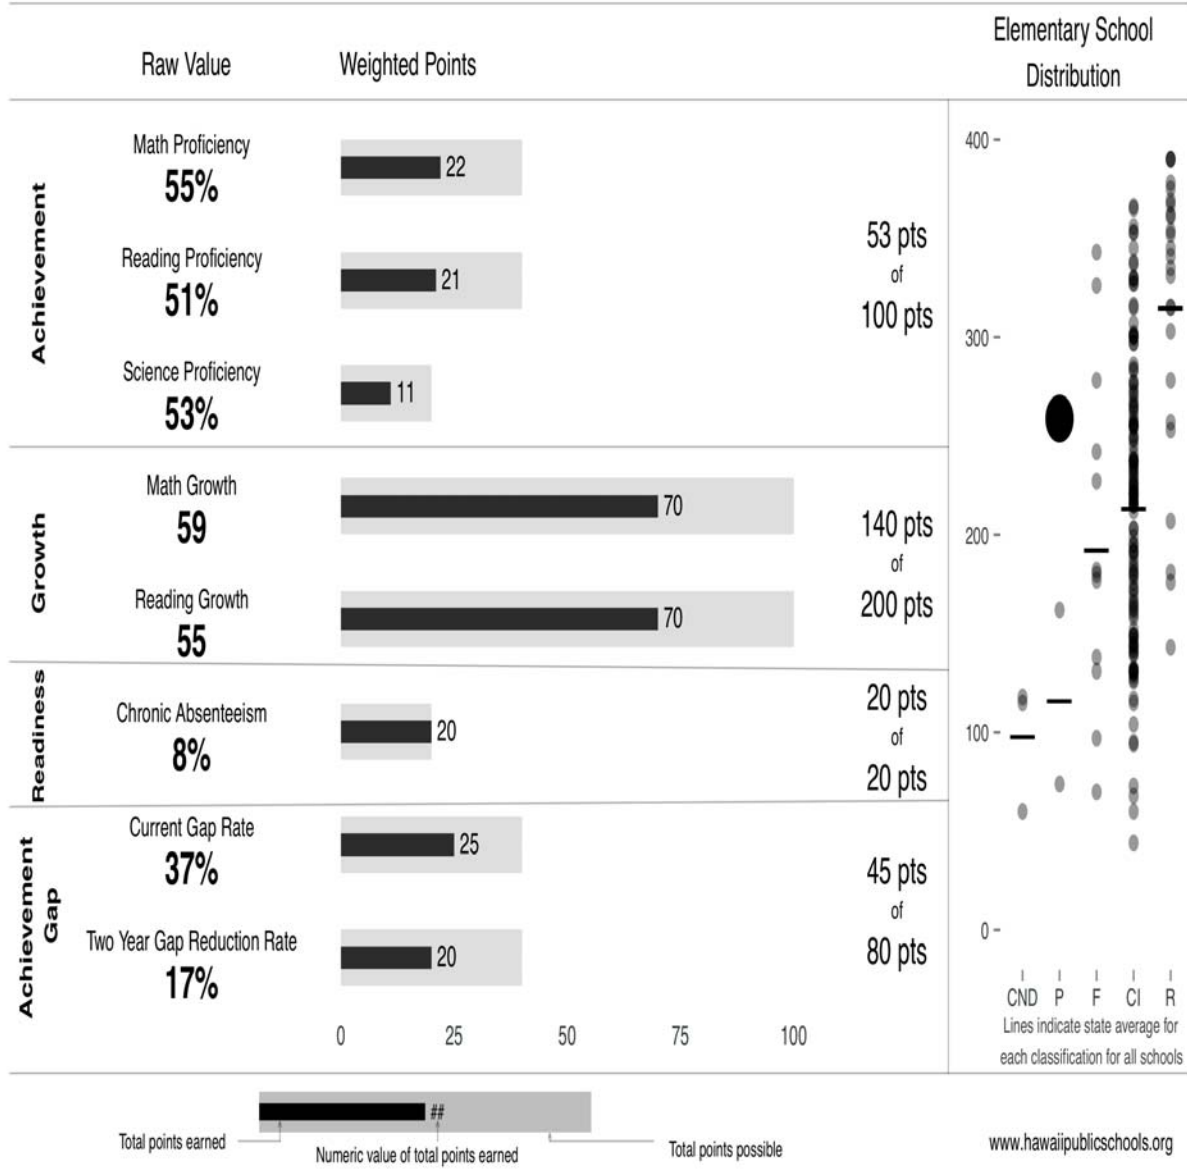 Raw Value
Weighted Points
Elementary School
Distribution
Achievement
Math Proficiency
55%
22
Reading Proficiency
51%
21
Science Proficiency
53%
11
53 pts
of
100 pts
Growth
Math Growth
59
70
Reading Growth
55
70
140 pts
of
200 pts
Readiness
Chronic Absenteeism
8%
20
20 pts
of
20 pts
Achievement
Gap
Current Gap Rate
37%
25
Two Year Gap Reduction Rate
17%
20
45 pts
of
80 pts
0 25 50 75 100
400
300
200
100
0
CND P F CI R
Lines indicate state average for
each classification for all schools
##
Total points earned
Numeric value of total points earned
Total points possible
www.hawaiipublicschools.org